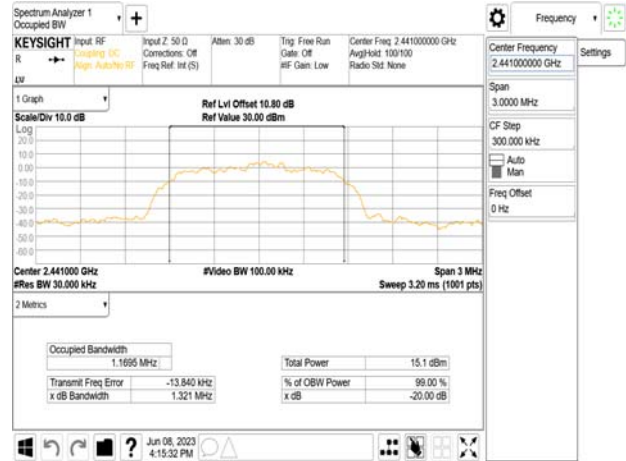 Spectrum Analyzer 1
Occupied BW
Frequency
KEYSIGHT
R
LXI
Input: RF
Coupling: DC
Align: Auto/No RF
Input Z: 50 Ω
Corrections: Off
Freq Ref: Int (S)
Atten: 30 dB
Trig: Free Run
Gate: Off
#IF Gain: Low
Center Freq: 2.441000000 GHz
Avg|Hold: 100/100
Radio Std: None
Center Frequency
2.441000000 GHz
Settings
Span
3.0000 MHz
CF Step
300.000 kHz
Auto
Man
Freq Offset
0 Hz
1 Graph
Scale/Div 10.0 dB
Ref Lvl Offset 10.80 dB
Ref Value 30.00 dBm
Log
20.0
10.0
0.00
-10.0
-20.0
-30.0
-40.0
-50.0
-60.0
Center 2.441000 GHz
#Res BW 30.000 kHz
#Video BW 100.00 kHz
Span 3 MHz
Sweep 3.20 ms (1001 pts)
2 Metrics
Occupied Bandwidth
1.1695 MHz
Transmit Freq Error -13.840 kHz
x dB Bandwidth 1.321 MHz
Total Power 15.1 dBm
% of OBW Power 99.00 %
x dB -20.00 dB
?
Jun 08, 2023
4:15:32 PM